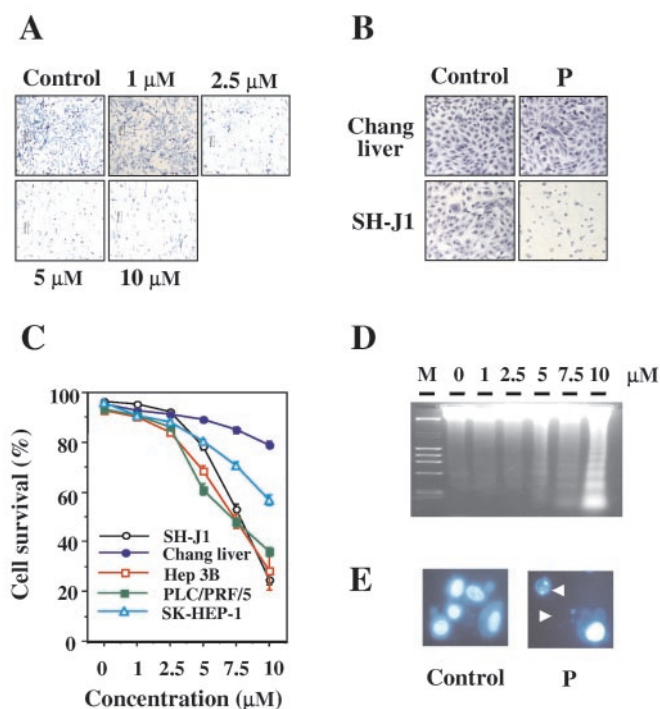 A
Control 1 μM 2.5 μM
5 μM 10 μM
B
Control P
Chang liver
SH-J1
C
Cell survival (%)
100
80
60
40
20
0
SH-J1
Chang liver
Hep 3B
PLC/PRF/5
SK-HEP-1
0 1 2.5 5 7.5 10
Concentration (μM)
D
M 0 1 2.5 5 7.5 10 μM
E
Control P